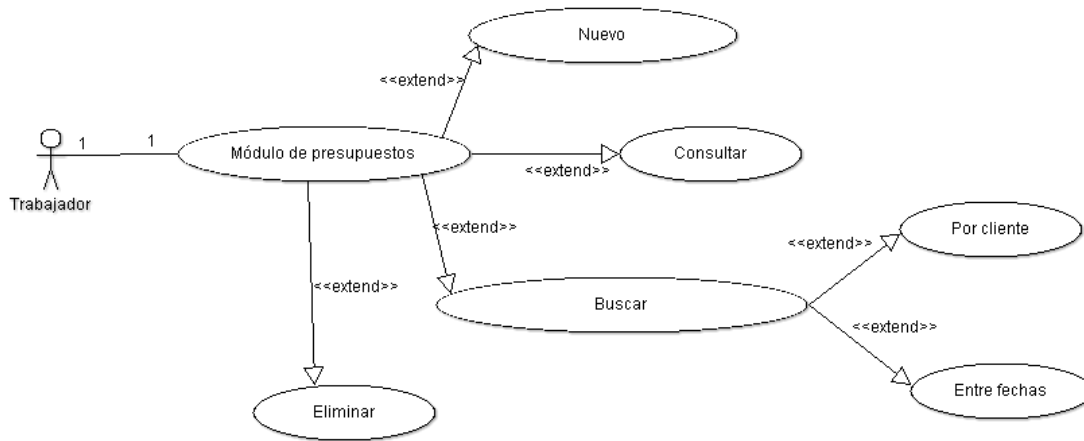 Nuevo
<<extend>>
1
1
Módulo de presupuestos
Consultar
<<extend>>
Trabajador
<<extend>>
Por cliente
<<extend>>
<<extend>>
Buscar
<<extend>>
Entre fechas
Eliminar